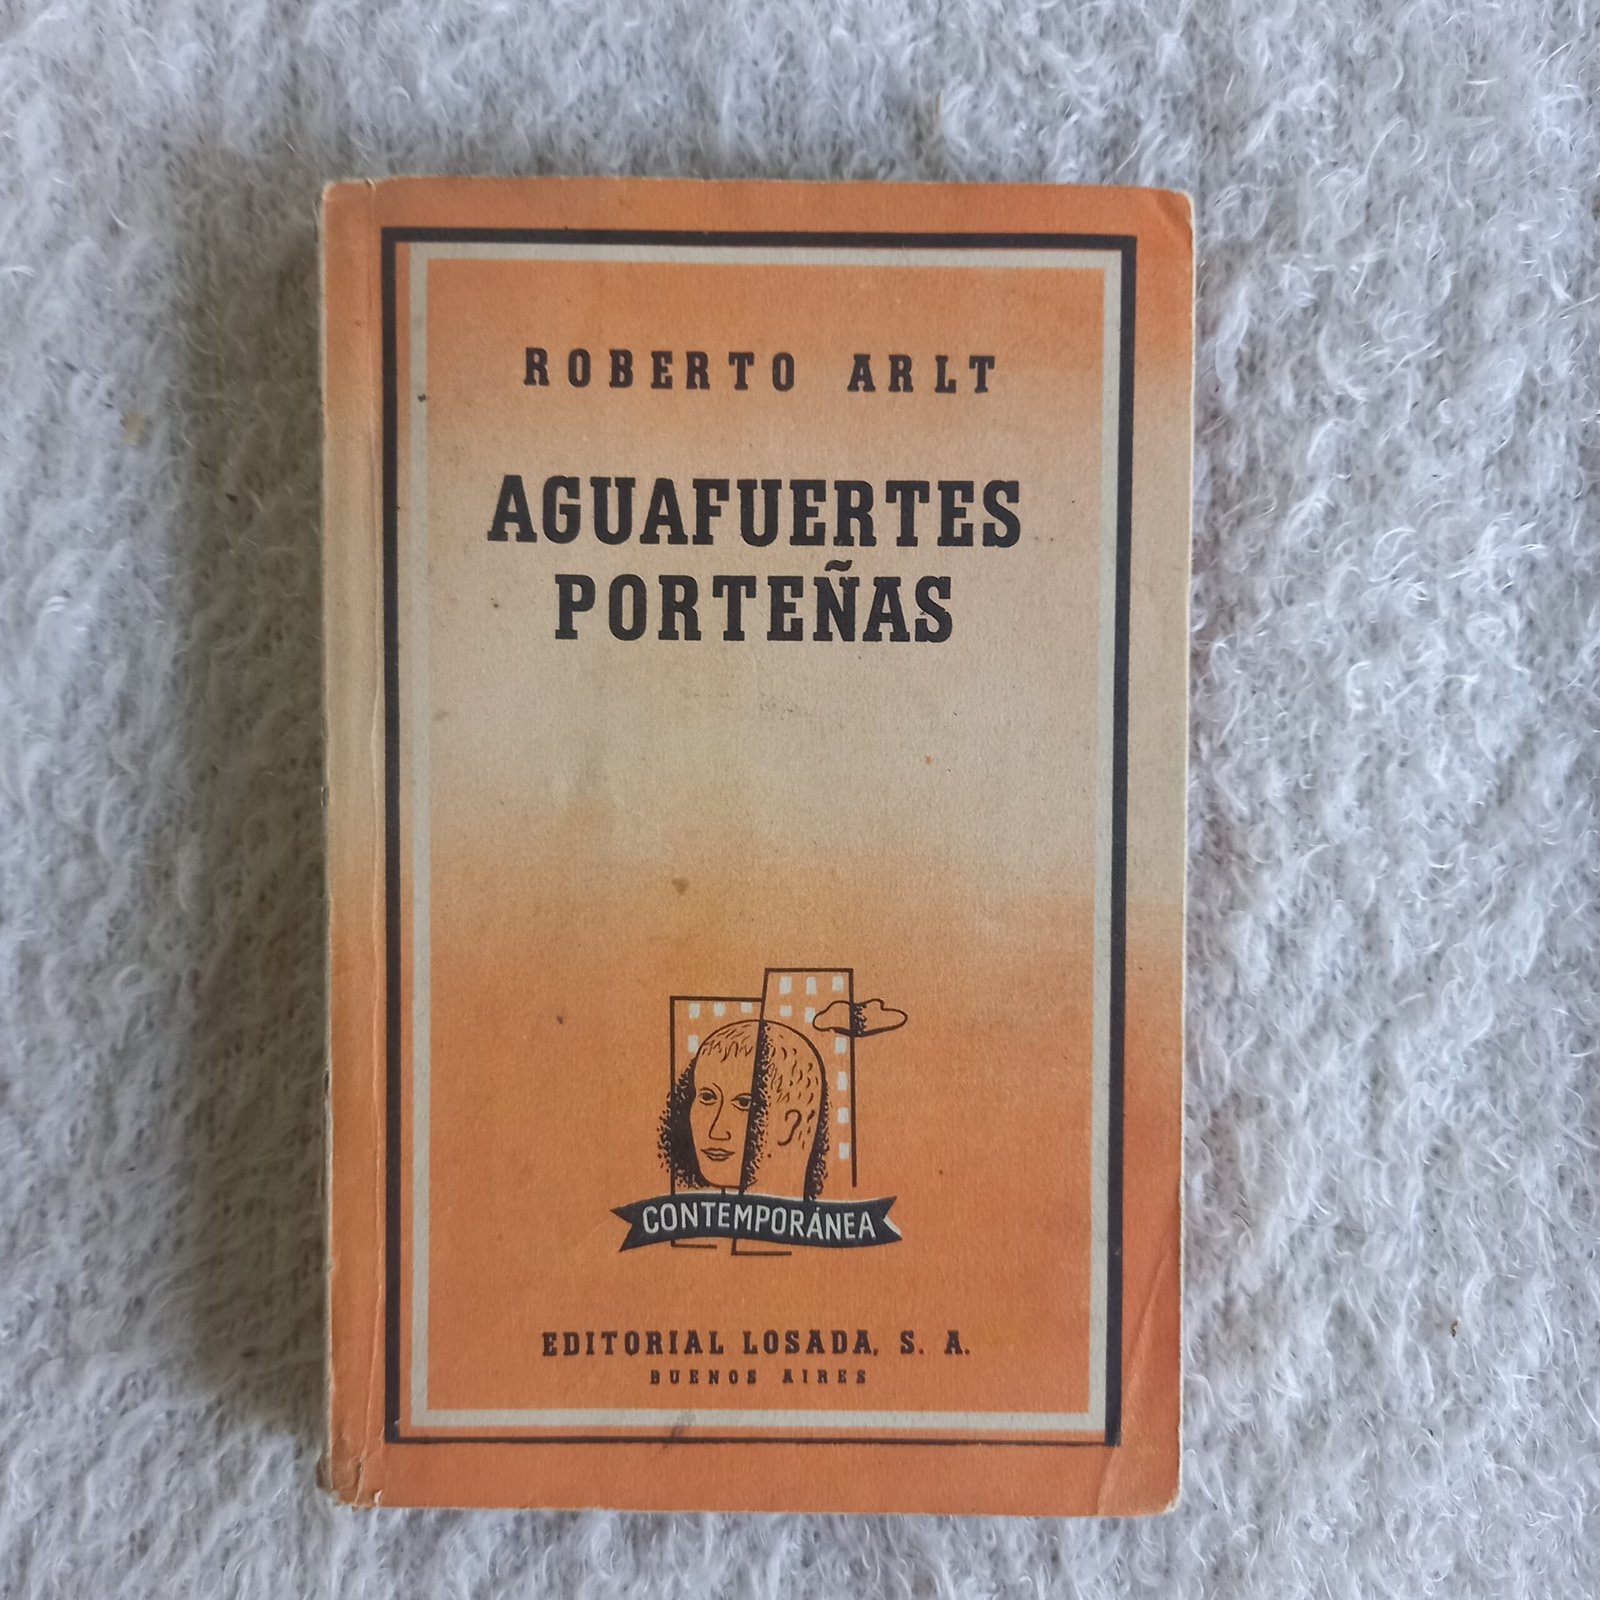 ROBERTO ARLT
AGUAFUERTES
PORTEÑAS
CONTEMPORÁNEA
EDITORIAL LOSADA, S. A.
BUENOS AIRES